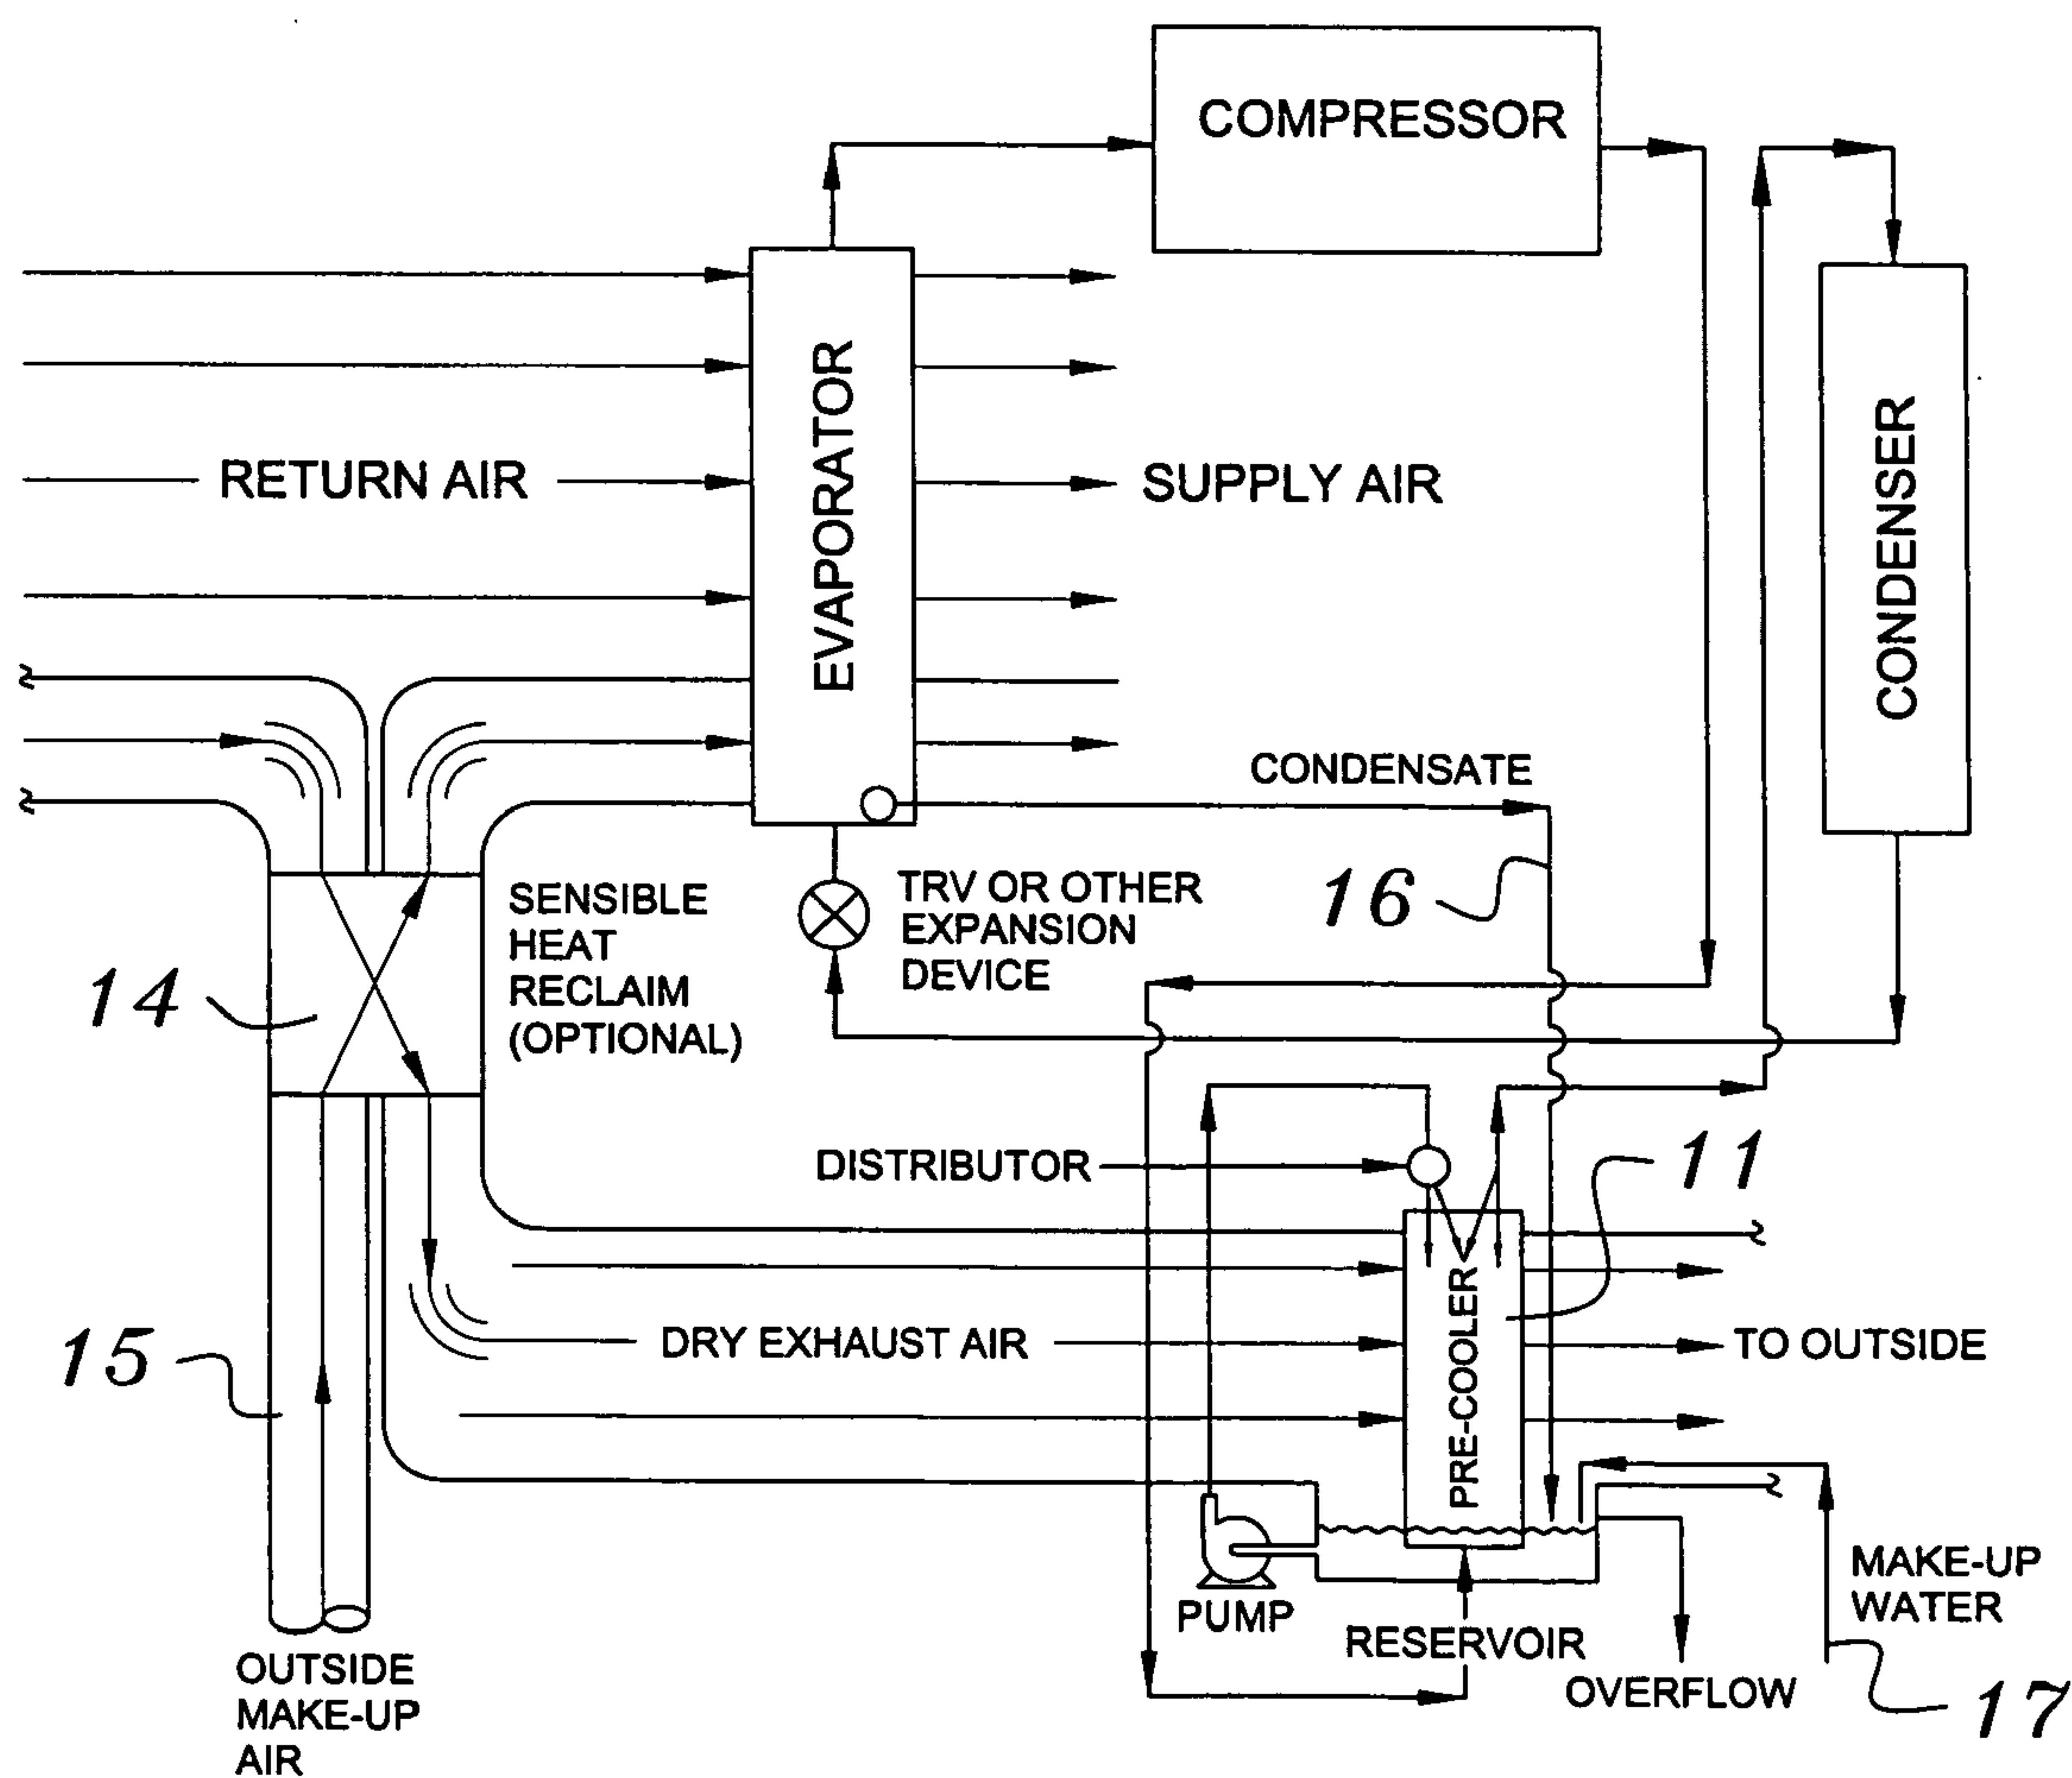 COMPRESSOR
EVAPORATOR
CONDENSER
RETURN AIR
SUPPLY AIR
CONDENSATE
16
TRV OR OTHER
EXPANSION
DEVICE
SENSIBLE
HEAT
RECLAIM
(OPTIONAL)
14
DISTRIBUTOR
11
PRE-COOLER
DRY EXHAUST AIR
TO OUTSIDE
15
PUMP
RESERVOIR
OVERFLOW
MAKE-UP
WATER
17
OUTSIDE
MAKE-UP
AIR